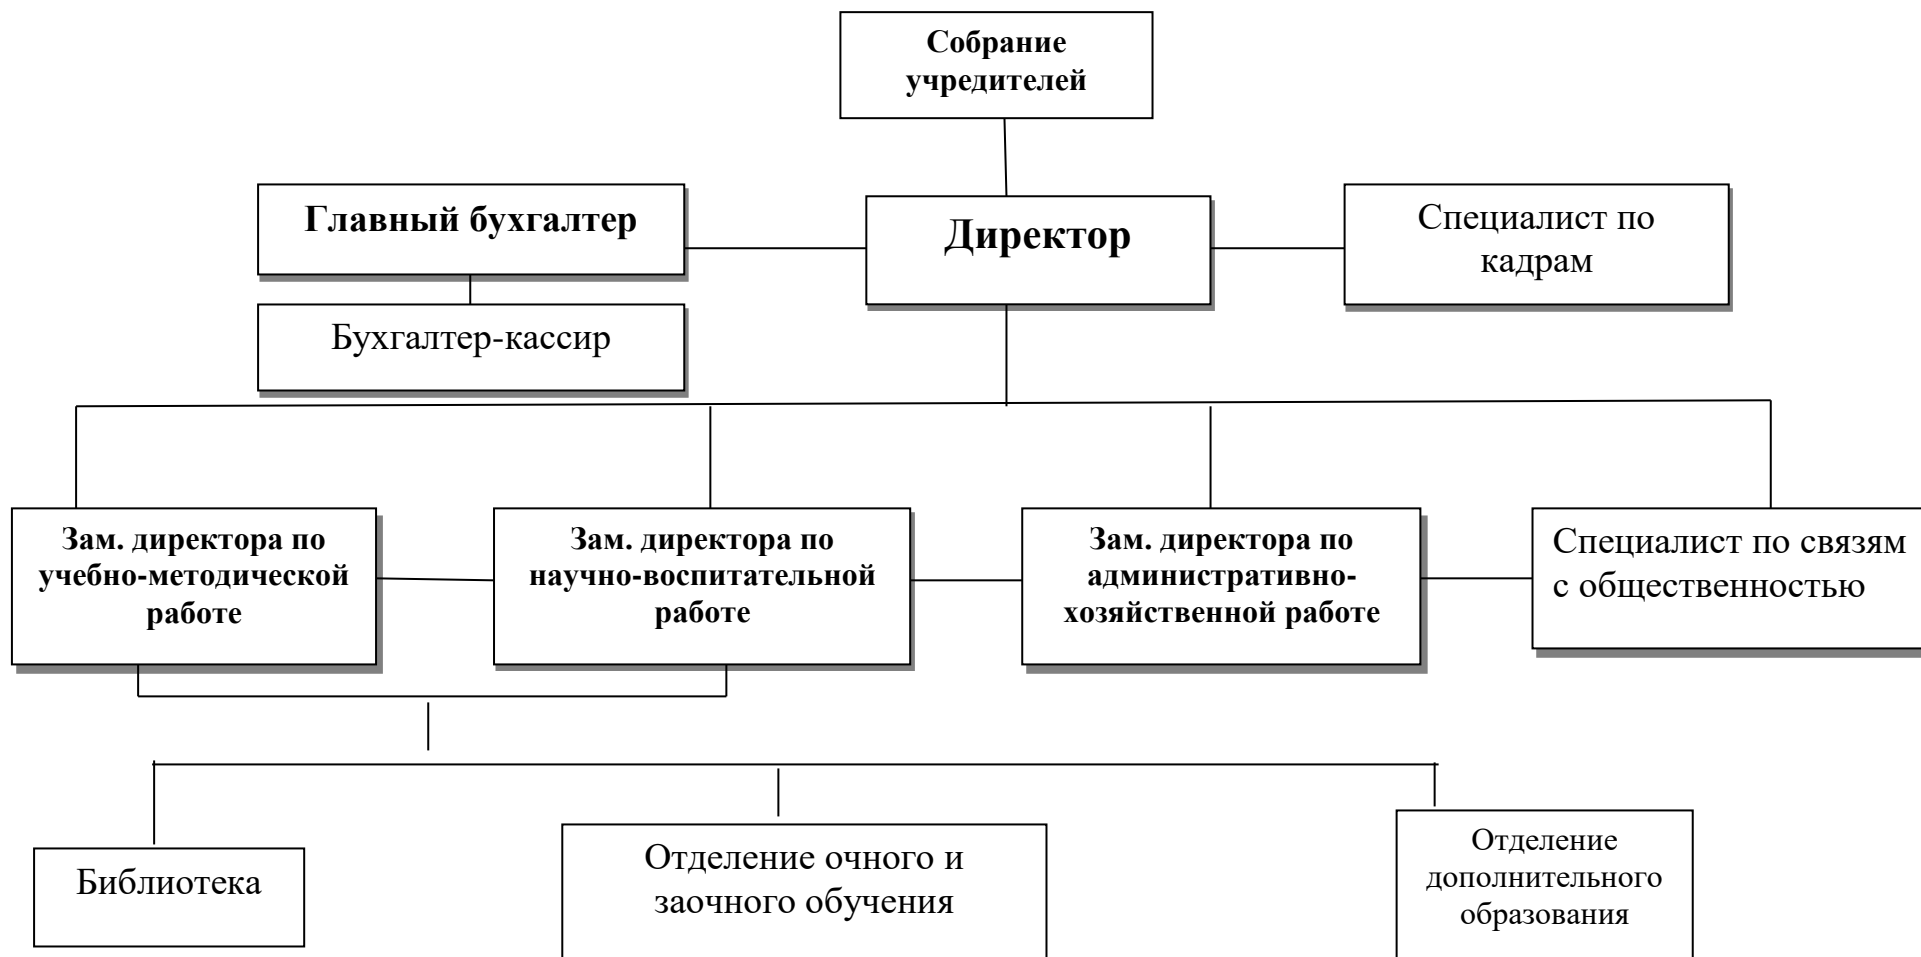 Собрание
учредителей
Главный бухгалтер
Директор
Специалист по
кадрам
Бухгалтер-кассир
Зам. директора по
учебно-методической
работе
Зам. директора по
научно-воспитательной
работе
Зам. директора по
административно-
хозяйственной работе
Специалист по связям
с общественностью
Библиотека
Отделение очного и
заочного обучения
Отделение
дополнительного
образования